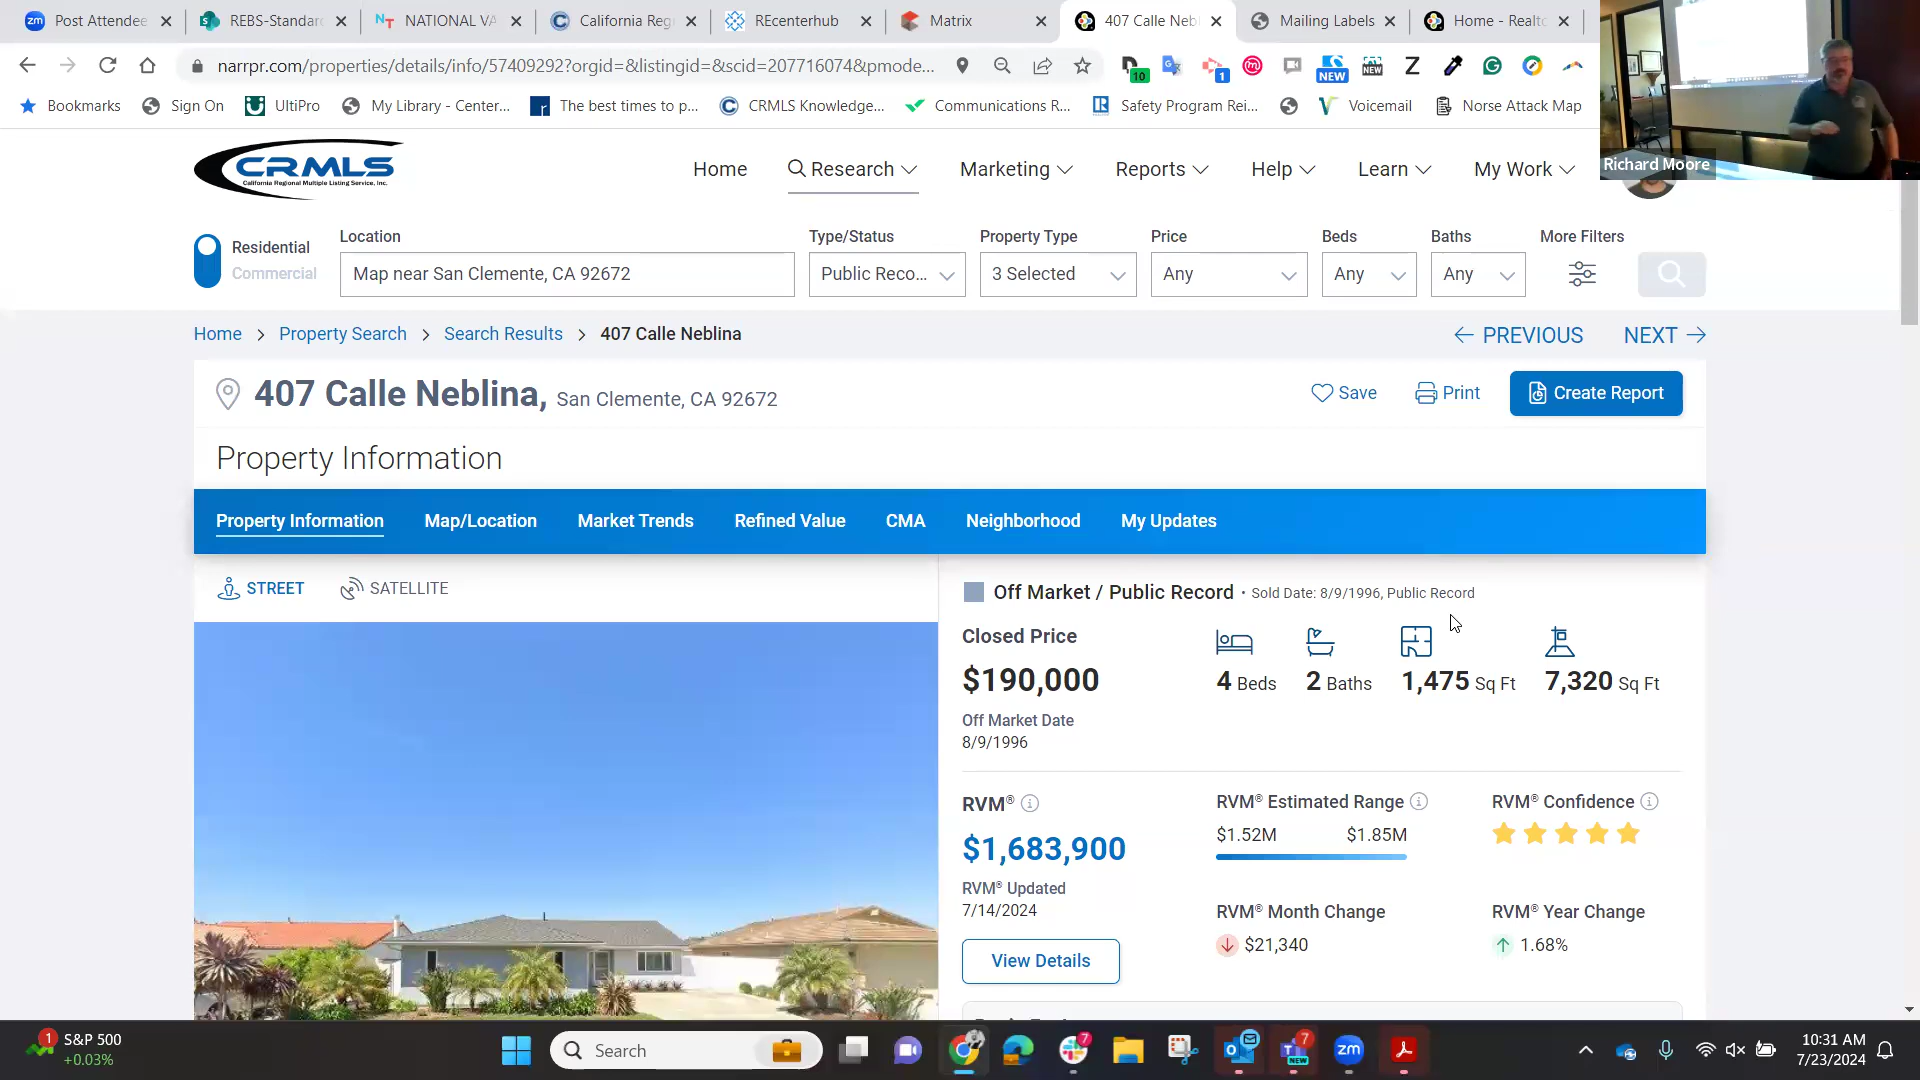 Post Attendee
REBS-Standar
NATIONAL VA
California Reg
REcenterhub
Matrix
407 Calle Nebl
Mailing Labels
Home - Realto
narrpr.com/properties/details/info/57409292?orgid=&listingid=&scid=207716074&pmode...
10
1
NEW
NEW
Bookmarks
Sign On
UltiPro
My Library - Center...
The best times to p...
CRMLS Knowledge...
Communications R...
Safety Program Rei...
Voicemail
Norse Attack Map
Richard Moore
CRMLS
California Regional Multiple Listing Service, Inc.
Home
Research
Marketing
Reports
Help
Learn
My Work
Residential
Commercial
Location
Map near San Clemente, CA 92672
Type/Status
Public Reco...
Property Type
3 Selected
Price
Any
Beds
Any
Baths
Any
More Filters
Home > Property Search > Search Results > 407 Calle Neblina
← PREVIOUS
NEXT →
407 Calle Neblina, San Clemente, CA 92672
Save
Print
Create Report
Property Information
Property Information
Map/Location
Market Trends
Refined Value
CMA
Neighborhood
My Updates
STREET
SATELLITE
Off Market / Public Record • Sold Date: 8/9/1996, Public Record
Closed Price
$190,000
4 Beds
2 Baths
1,475 Sq Ft
7,320 Sq Ft
Off Market Date
8/9/1996
RVM®
$1,683,900
RVM® Updated
7/14/2024
View Details
RVM® Estimated Range
$1.52M
$1.85M
RVM® Confidence
RVM® Month Change
$21,340
RVM® Year Change
1.68%
1
S&P 500
+0.03%
Search
7
7
NEW
zm
10:31 AM
7/23/2024